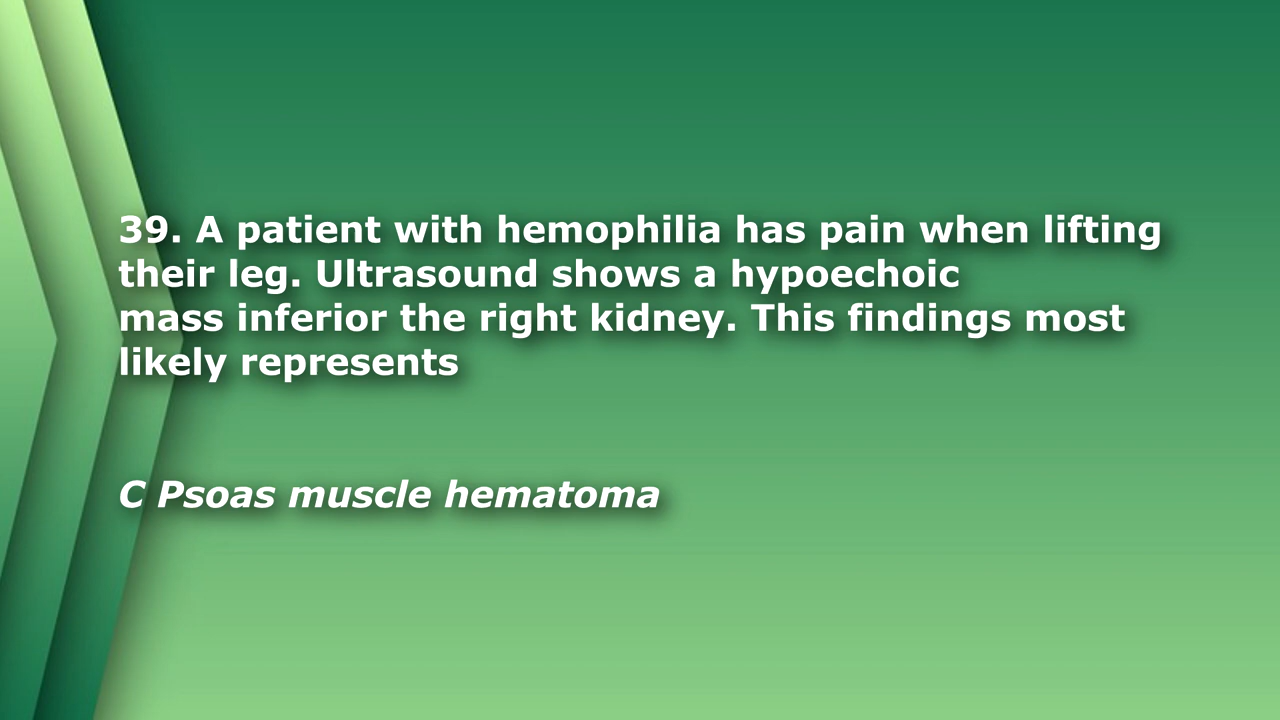 39. A patient with hemophilia has pain when lifting
their leg. Ultrasound shows a hypoechoic
mass inferior the right kidney. This findings most
likely represents
C Psoas muscle hematoma